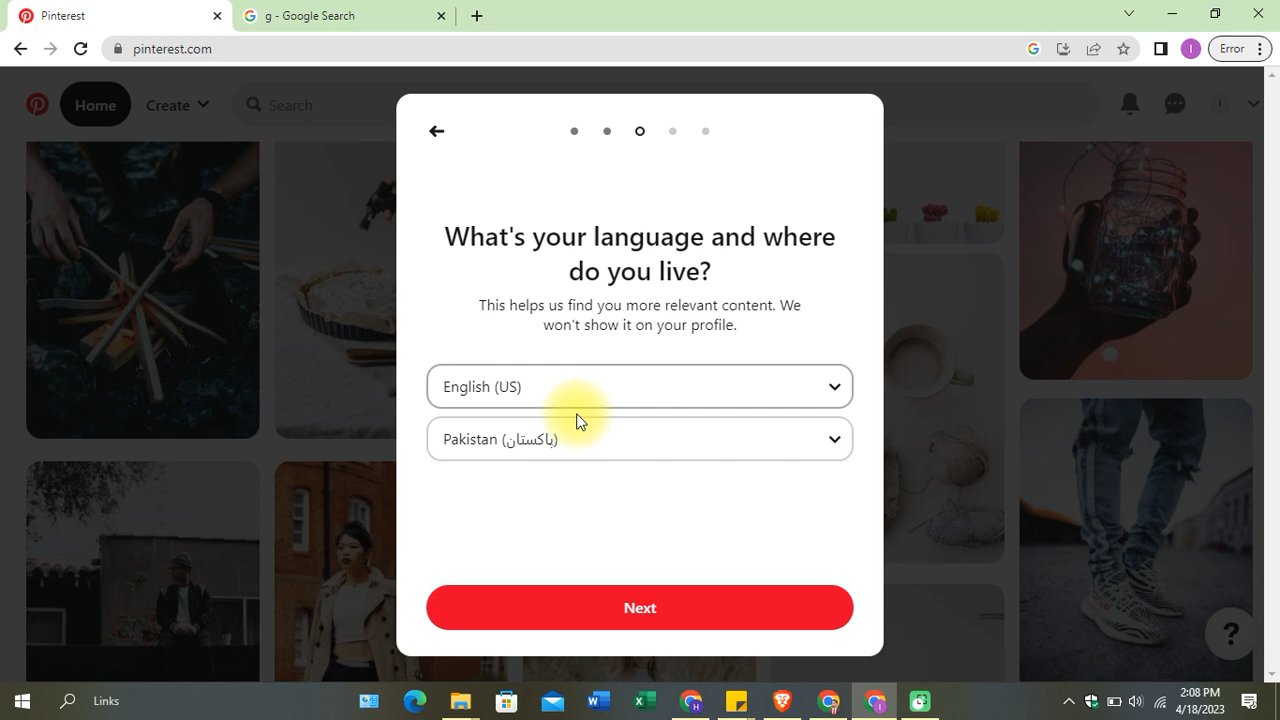 Pinterest
g - Google Search
pinterest.com
I
Error
Home
Create
Search
I
What's your language and where
do you live?
This helps us find you more relevant content. We
won't show it on your profile.
English (US)
Pakistan (پاکستان)
Next
?
Links
2:08 PM
4/18/2023